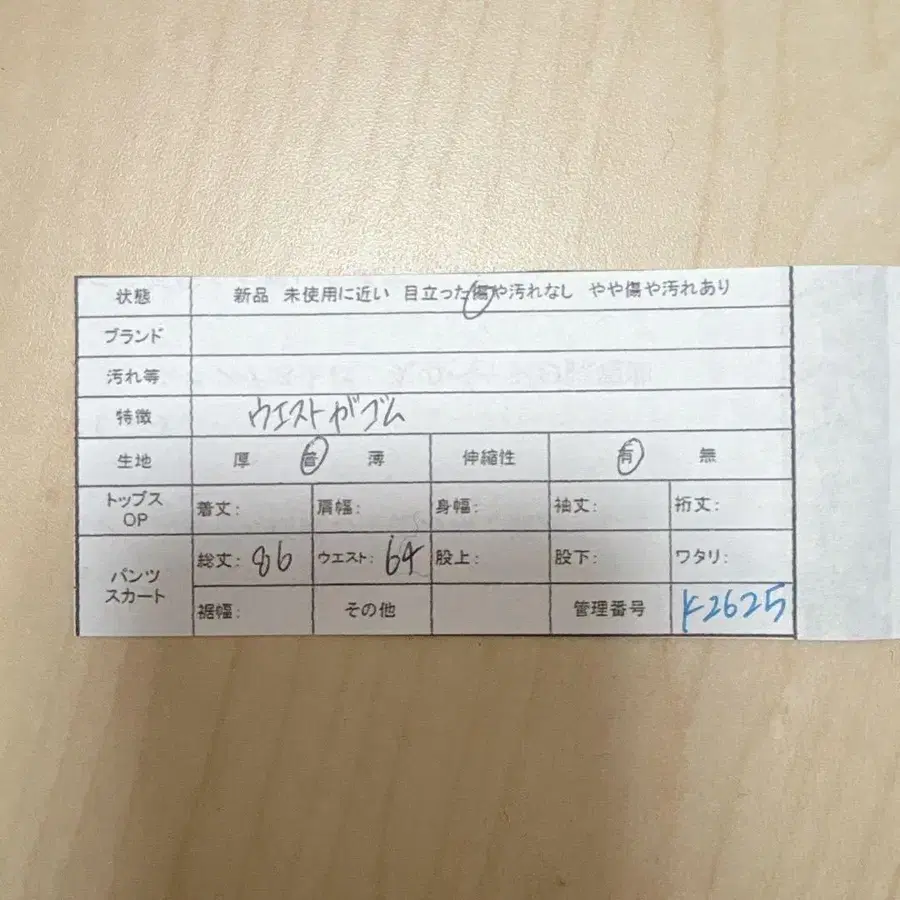 状態 新品 未使用に近い 目立った傷や汚れなし やや傷や汚れあり
ブランド
汚れ等
特徴 ウエストがゴム
生地 厚 普 薄 伸縮性 有 無
トップス
OP
着丈: 肩幅: 身幅: 袖丈: 裄丈:
パンツ
スカート
総丈: 86 ウエスト: 64 股上: 股下: ワタリ:
裾幅: その他 管理番号 K2625